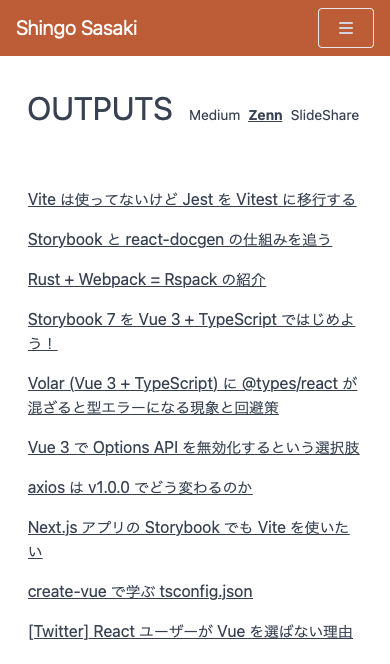 Shingo Sasaki
OUTPUTS Medium Zenn SlideShare
Vite は使ってないけど Jest を Vitest に移行する
Storybook と react-docgen の仕組みを追う
Rust + Webpack = Rspack の紹介
Storybook 7 を Vue 3 + TypeScript ではじめよ
う！
Volar (Vue 3 + TypeScript) に @types/react が
混ざると型エラーになる現象と回避策
Vue 3 で Options API を無効化するという選択肢
axios は v1.0.0 でどう変わるのか
Next.js アプリの Storybook でも Vite を使いた
い
create-vue で学ぶ tsconfig.json
[Twitter] React ユーザーが Vue を選ばない理由